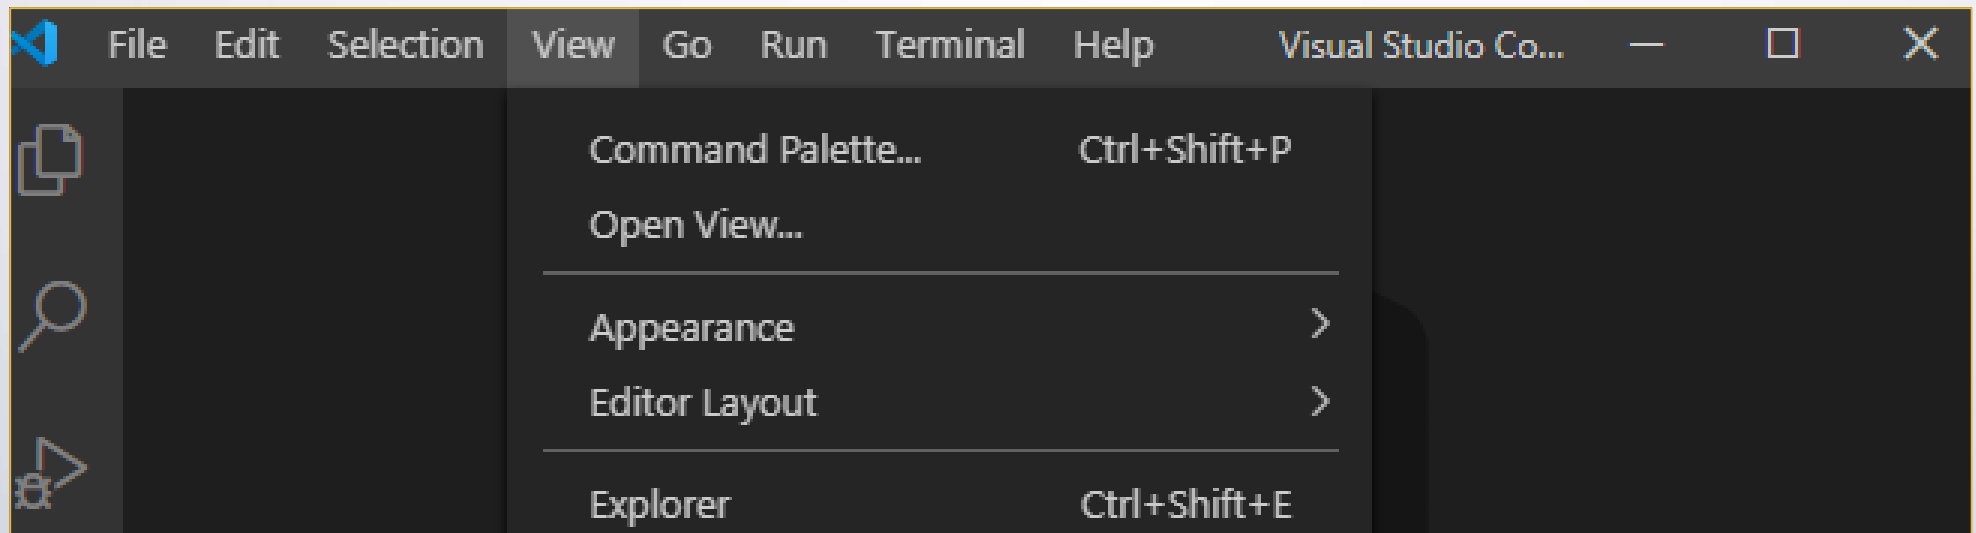 File Edit Selection View Go Run Terminal Help Visual Studio Co...
Command Palette... Ctrl+Shift+P
Open View...
Appearance
Editor Layout
Explorer Ctrl+Shift+E